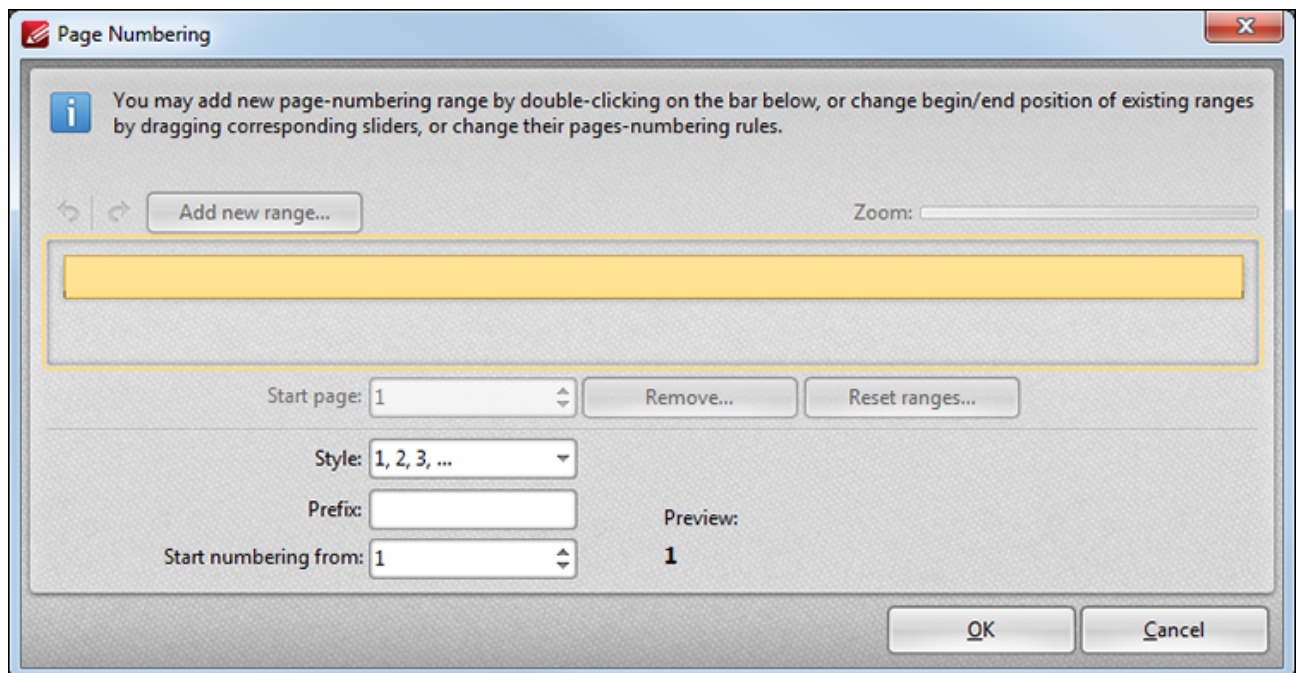 Page Numbering
You may add new page-numbering range by double-clicking on the bar below, or change begin/end position of existing ranges
by dragging corresponding sliders, or change their pages-numbering rules.
Add new range...
Zoom:
Start page: 1
Remove...
Reset ranges...
Style: 1, 2, 3, ...
Prefix:
Preview:
Start numbering from: 1
1
OK
Cancel